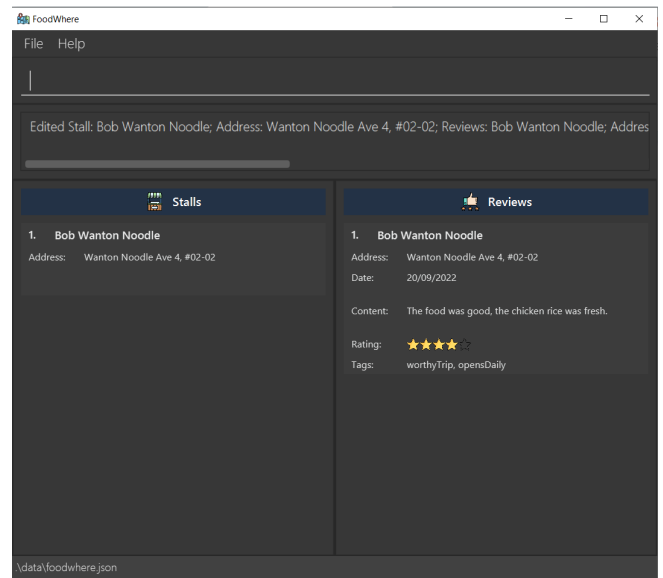 FoodWhere
File Help
Edited Stall: Bob Wanton Noodle; Address: Wanton Noodle Ave 4, #02-02; Reviews: Bob Wanton Noodle; Addres
Stalls
1. Bob Wanton Noodle
Address: Wanton Noodle Ave 4, #02-02
Reviews
1. Bob Wanton Noodle
Address: Wanton Noodle Ave 4, #02-02
Date: 20/09/2022
Content: The food was good, the chicken rice was fresh.
Rating:
Tags: worthyTrip, opensDaily
.\data\foodwhere.json